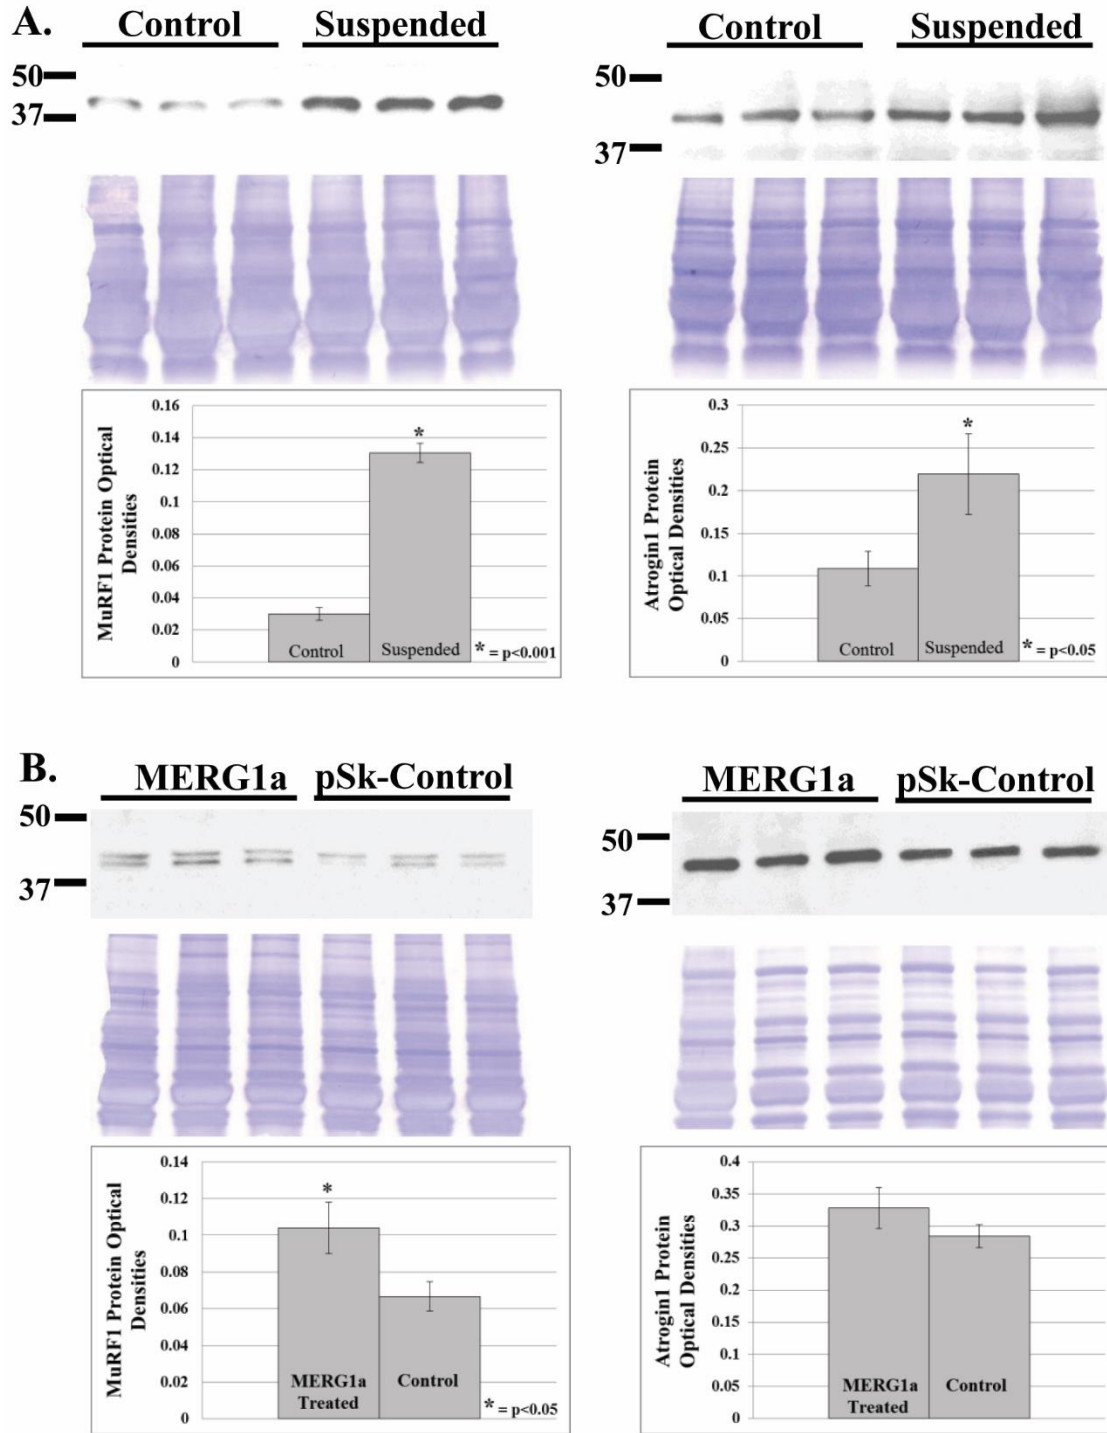 A.
Control Suspended
50
37
Control Suspended
50
37
MuRF1 Protein Optical
Densities
0.16
0.14
0.12
0.1
0.08
0.06
0.04
0.02
0
*
Control Suspended
* = p<0.001
Atrogin1 Protein
Optical Densities
0.3
0.25
0.2
0.15
0.1
0.05
0
*
Control Suspended
* = p<0.05
B.
MERG1a pSk-Control
50
37
MERG1a pSk-Control
50
37
MuRF1 Protein Optical
Densities
0.14
0.12
0.1
0.08
0.06
0.04
0.02
0
*
MERG1a
Treated
Control
* = p<0.05
Atrogin1 Protein
Optical Densities
0.4
0.35
0.3
0.25
0.2
0.15
0.1
0.05
0
MERG1a
Treated
Control